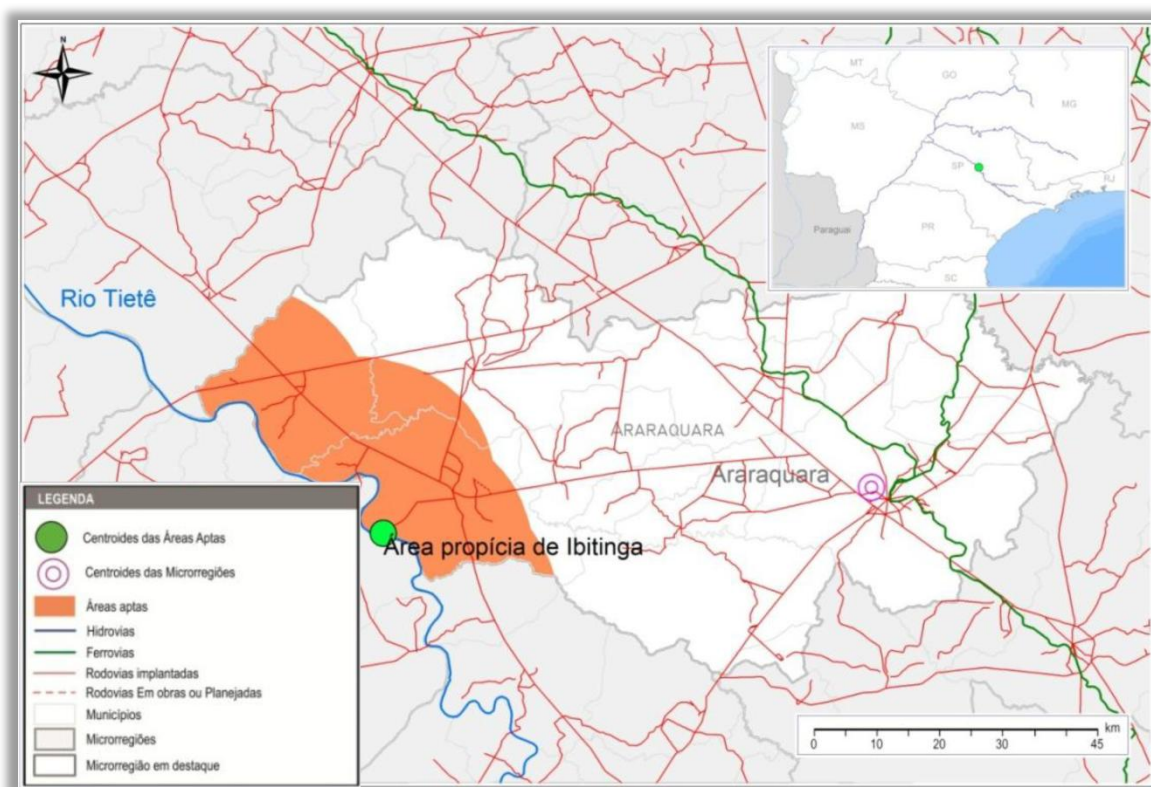 N
MT
GO
MG
MS
SP
RJ
Paraguai
PR
SC
Rio Tietê
ARARAQUARA
Araraquara
Área propícia de Ibitinga
LEGENDA
Centroides das Áreas Aptas
Centroides das Microrregiões
Áreas aptas
Hidrovias
Ferrovias
Rodovias implantadas
Rodovias Em obras ou Planejadas
Municípios
Microrregiões
Microrregião em destaque
km
0 10 20 30 45